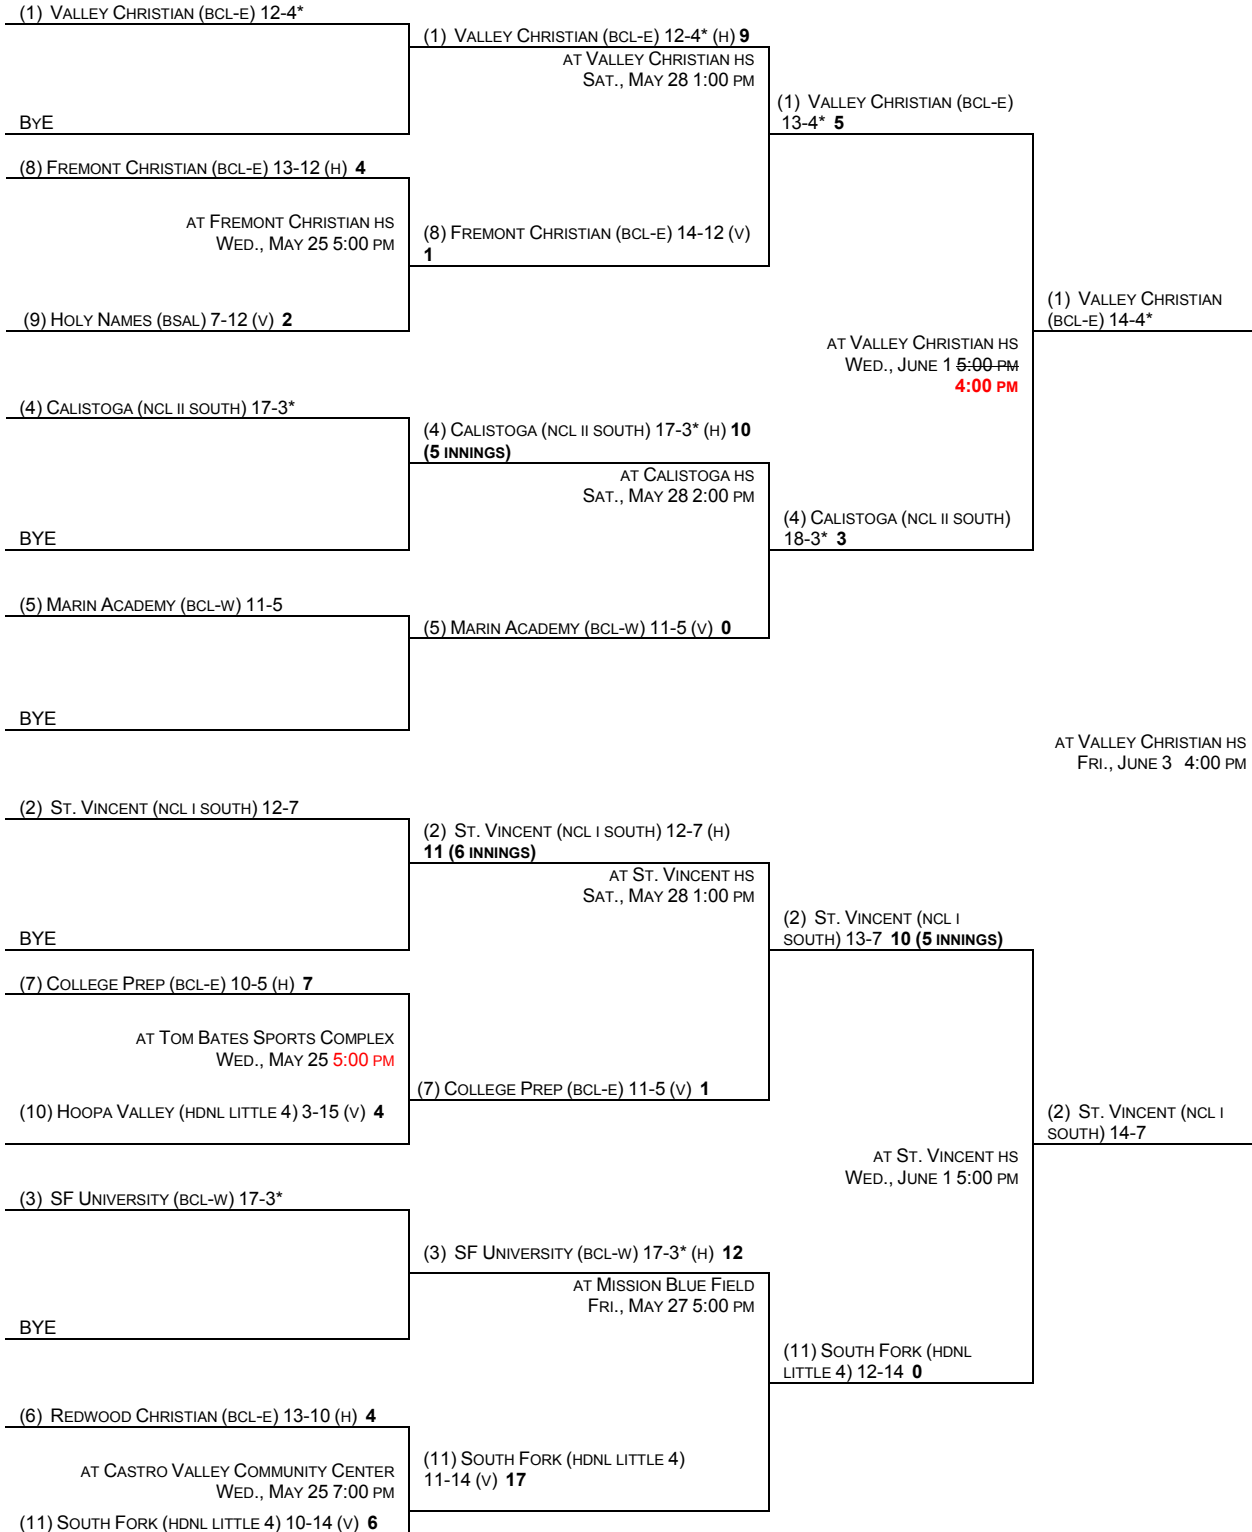 (1) VALLEY CHRISTIAN (BCL-E) 12-4*
BYE
(8) FREMONT CHRISTIAN (BCL-E) 13-12 (H) 4
AT FREMONT CHRISTIAN HS
WED., MAY 25 5:00 PM
(9) HOLY NAMES (BSAL) 7-12 (V) 2
(4) CALISTOGA (NCL II SOUTH) 17-3*
BYE
(5) MARIN ACADEMY (BCL-W) 11-5
BYE
(2) ST. VINCENT (NCL I SOUTH) 12-7
BYE
(7) COLLEGE PREP (BCL-E) 10-5 (H) 7
AT TOM BATES SPORTS COMPLEX
WED., MAY 25 5:00 PM
(10) HOOPA VALLEY (HDNL LITTLE 4) 3-15 (V) 4
(3) SF UNIVERSITY (BCL-W) 17-3*
BYE
(6) REDWOOD CHRISTIAN (BCL-E) 13-10 (H) 4
AT CASTRO VALLEY COMMUNITY CENTER
WED., MAY 25 7:00 PM
(11) SOUTH FORK (HDNL LITTLE 4) 10-14 (V) 6
(1) VALLEY CHRISTIAN (BCL-E) 12-4* (H) 9
AT VALLEY CHRISTIAN HS
SAT., MAY 28 1:00 PM
(8) FREMONT CHRISTIAN (BCL-E) 14-12 (V)
1
(4) CALISTOGA (NCL II SOUTH) 17-3* (H) 10
(5 INNINGS)
AT CALISTOGA HS
SAT., MAY 28 2:00 PM
(5) MARIN ACADEMY (BCL-W) 11-5 (V) 0
(2) ST. VINCENT (NCL I SOUTH) 12-7 (H)
11 (6 INNINGS)
AT ST. VINCENT HS
SAT., MAY 28 1:00 PM
(7) COLLEGE PREP (BCL-E) 11-5 (V) 1
(3) SF UNIVERSITY (BCL-W) 17-3* (H) 12
AT MISSION BLUE FIELD
FRI., MAY 27 5:00 PM
(11) SOUTH FORK (HDNL LITTLE 4)
11-14 (V) 17
(1) VALLEY CHRISTIAN (BCL-E)
13-4* 5
AT VALLEY CHRISTIAN HS
WED., JUNE 1 5:00 PM
4:00 PM
(4) CALISTOGA (NCL II SOUTH)
18-3* 3
(2) ST. VINCENT (NCL I
SOUTH) 13-7 10 (5 INNINGS)
AT ST. VINCENT HS
WED., JUNE 1 5:00 PM
(11) SOUTH FORK (HDNL
LITTLE 4) 12-14 0
(1) VALLEY CHRISTIAN
(BCL-E) 14-4*
AT VALLEY CHRISTIAN HS
FRI., JUNE 3 4:00 PM
(2) ST. VINCENT (NCL I
SOUTH) 14-7